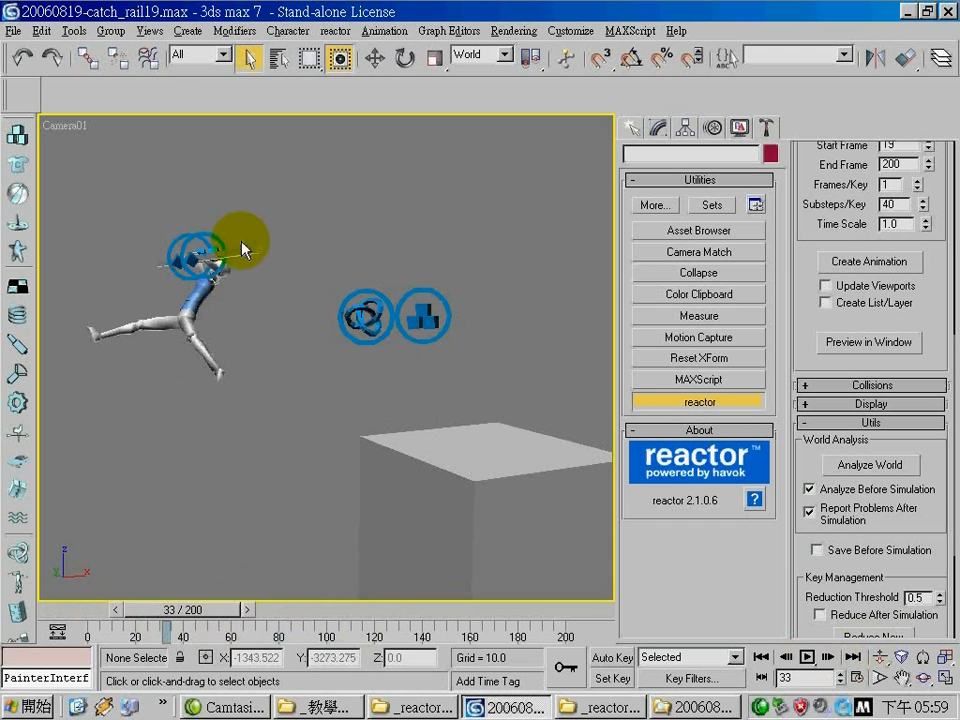 20060819-catch_rail19.max - 3ds max 7 - Stand-alone License
File Edit Tools Group Views Create Modifiers Character reactor Animation Graph Editors Rendering Customize MAXScript Help
All
World
Camera01
Start Frame 19
End Frame 200
Frames/Key 1
Substeps/Key 40
Time Scale 1.0
Create Animation
Update Viewports
Create List/Layer
Preview in Window
Collisions
Display
Utils
World Analysis
Analyze World
Analyze Before Simulation
Report Problems After
Simulation
Save Before Simulation
Key Management
Reduction Threshold 0.5
Reduce After Simulation
Reduce Now
Utilities
More... Sets
Asset Browser
Camera Match
Collapse
Color Clipboard
Measure
Motion Capture
Reset XForm
MAXScript
reactor
About
reactor™
powered by havok
reactor 2.1.0.6
?
z
y x
33 / 200
0 20 40 60 80 100 120 140 160 180 200
None Selecte X: -1343.522 Y: -3273.275 Z: 0.0 Grid = 10.0 Auto Key Selected
PainterInterf Click or click-and-drag to select objects Add Time Tag Set Key Key Filters... 33
開始 Camtasi... _教學... _reactor... 200608... _reactor... 200608... 下午 05:59